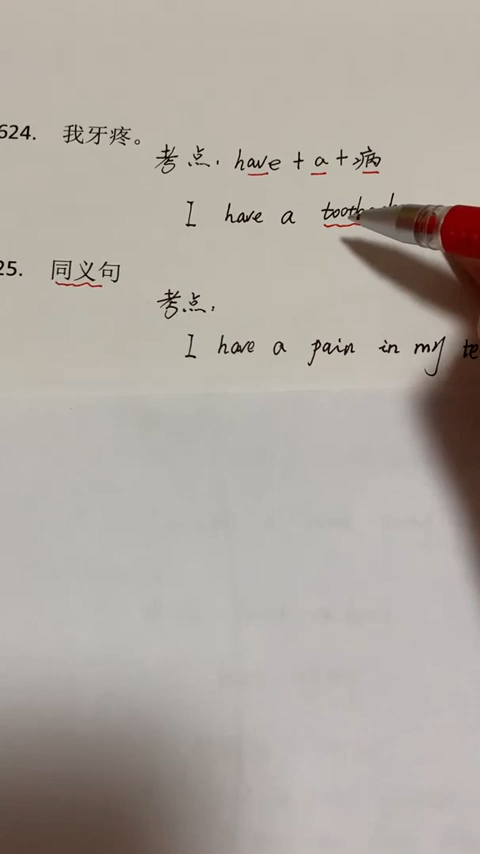 624. 我牙疼。
考点: have + a + 病
I have a
25. 同义句
考点:
I have a pain in my